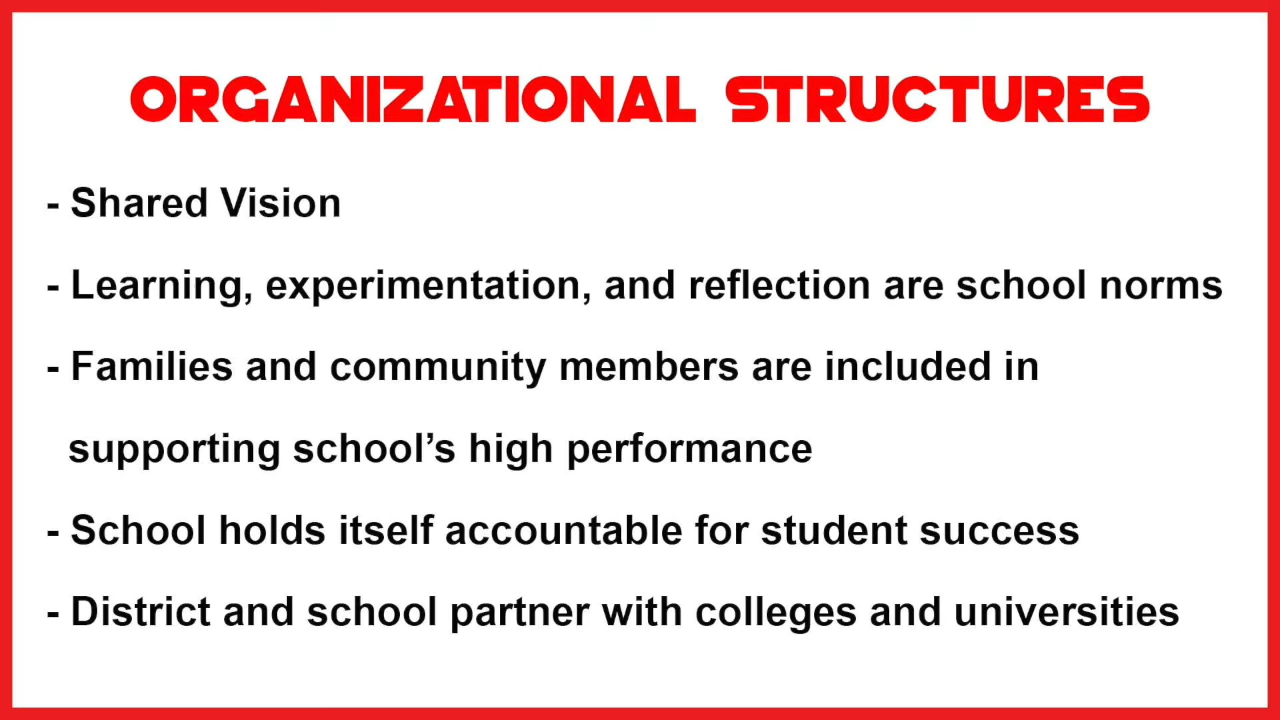 ORGANIZATIONAL STRUCTURES
- Shared Vision
- Learning, experimentation, and reflection are school norms
- Families and community members are included in
supporting school’s high performance
- School holds itself accountable for student success
- District and school partner with colleges and universities